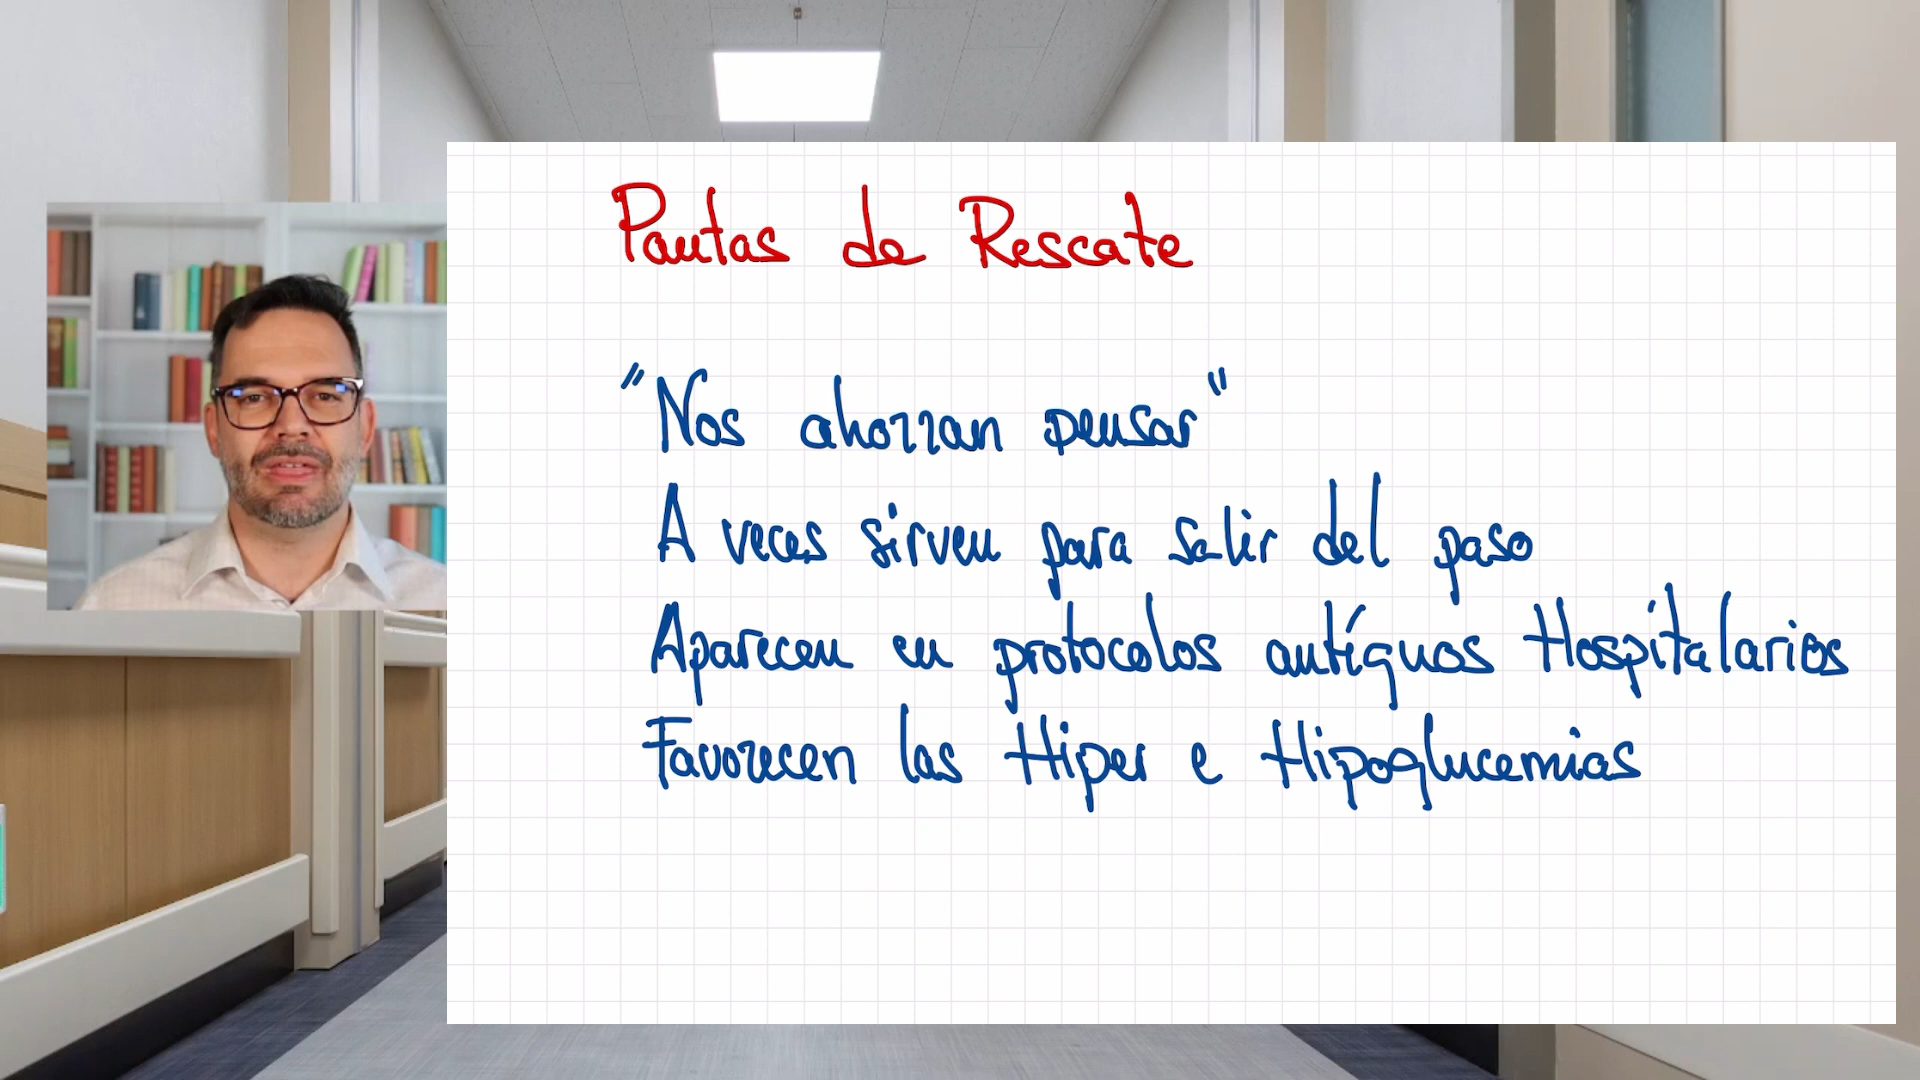 Pautas de Rescate
"Nos ahorran pensar"
A veces sirven para salir del paso
Aparecen en protocolos antíguos Hospitalarios
Favorecen las Hiper e Hipoglucemias